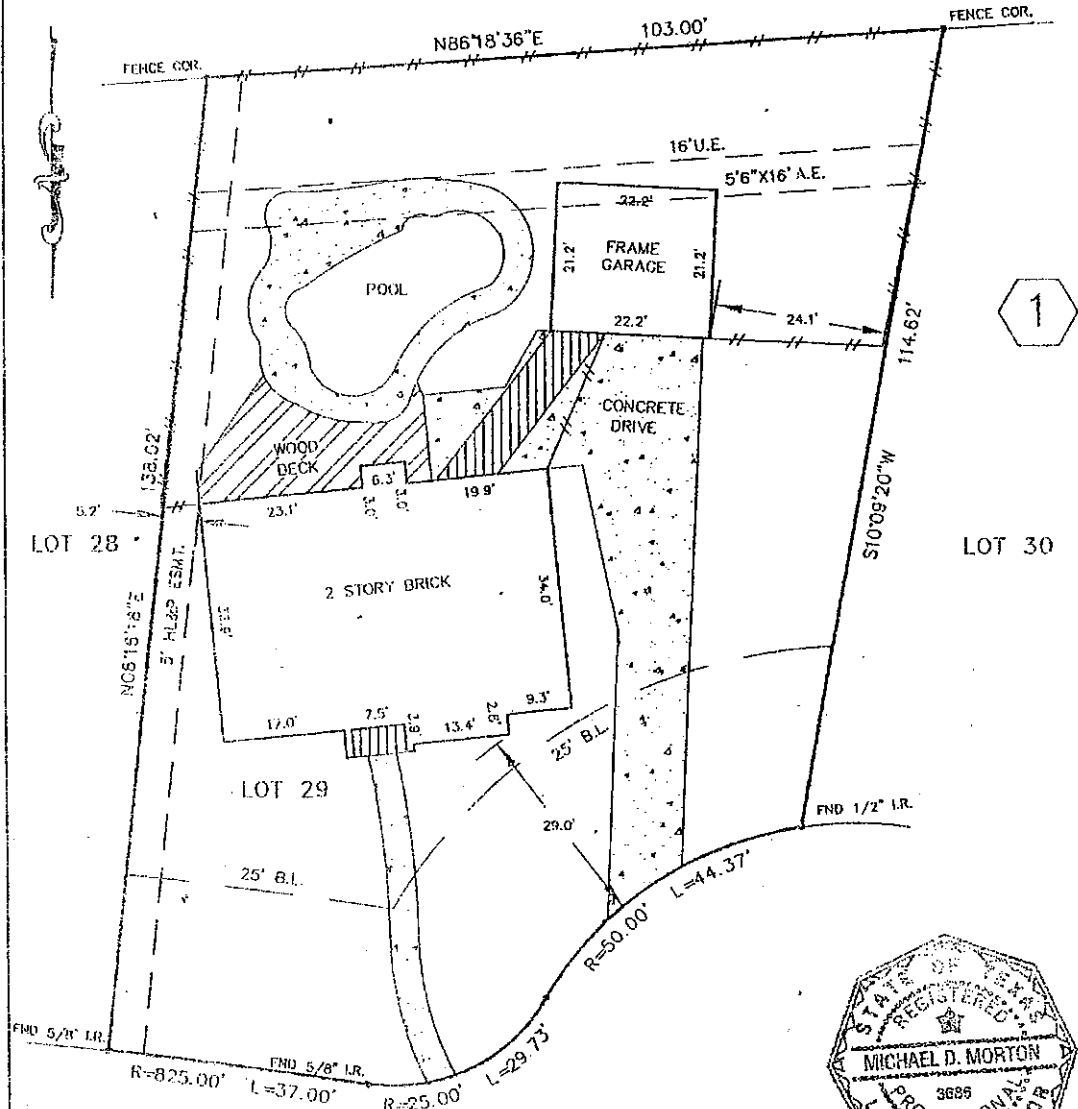 FENCE COR.
N86°18'36"E 103.00'
FENCE COR.
16'U.E.
5'6"X16' A.E.
22.2'
FRAME
GARAGE
21.2'
21.2'
22.2'
24.1'
1
114.62'
POOL
CONCRETE
DRIVE
WOOD
DECK
6.3'
3.0'
3.0'
19.9'
23.1'
5.2'
LOT 28
S10°09'20"W
LOT 30
2 STORY BRICK
34.0'
5' HL&P ESMT.
17.0'
7.5'
13.4'
9.3'
25' B.L.
LOT 29
29.0'
FND 1/2" I.R.
25' B.L.
R=50.00' L=44.37'
FND 5/8" I.R.
FND 5/8" I.R.
R=825.00' L=37.00'
R=25.00' L=29.73'
STATE OF TEXAS
REGISTERED
MICHAEL D. MORTON